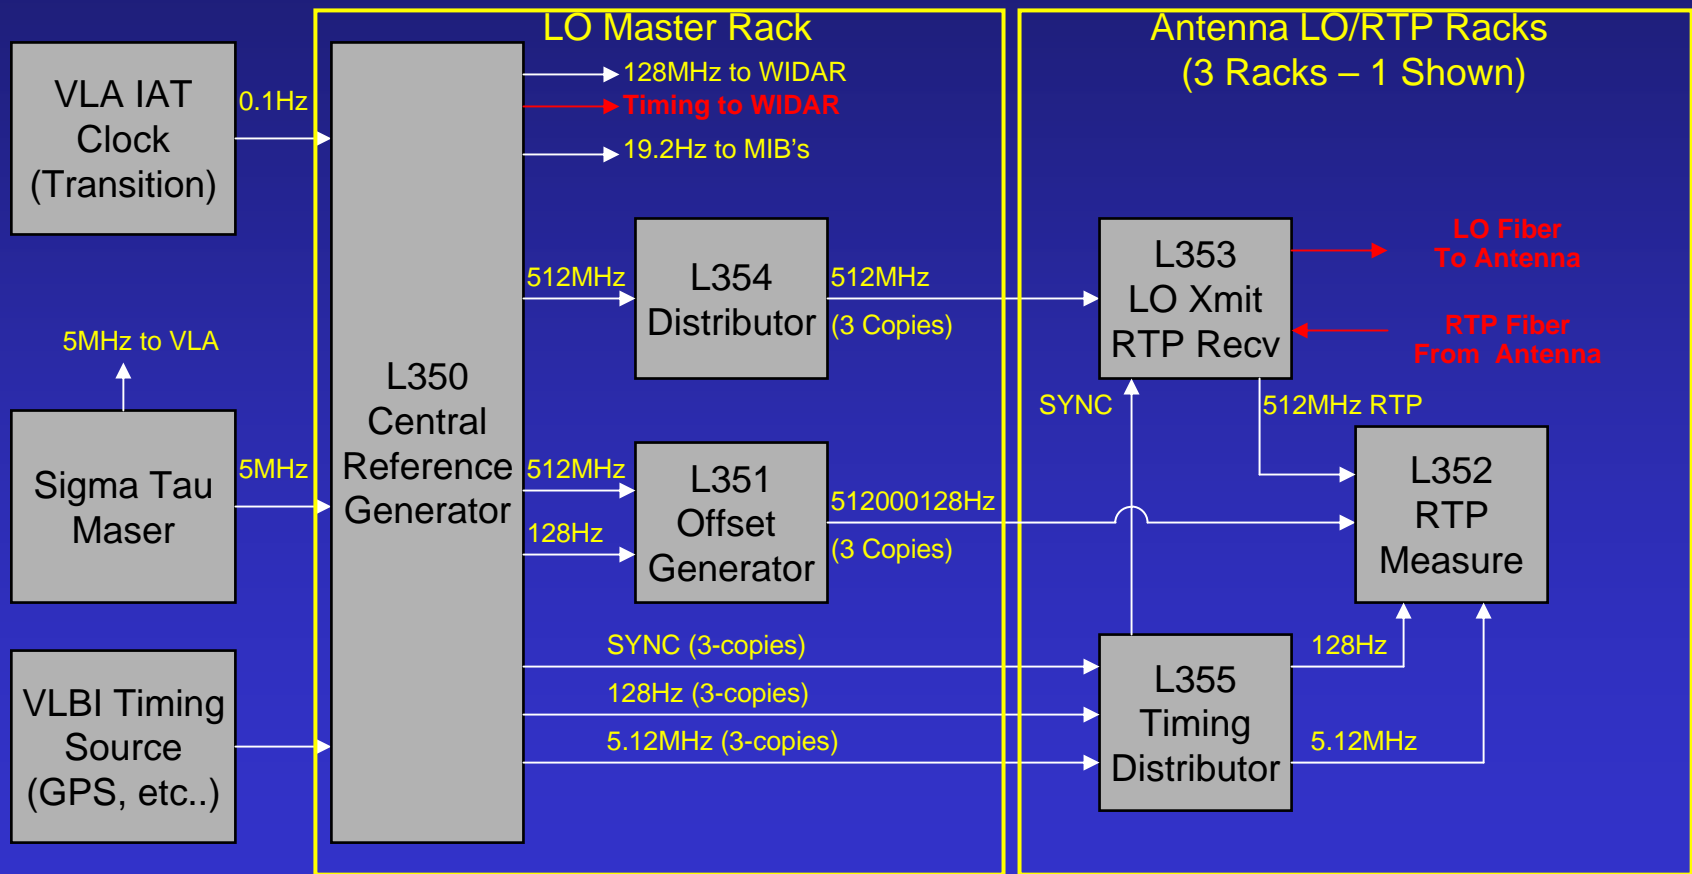 LO Master Rack
Antenna LO/RTP Racks
(3 Racks – 1 Shown)
VLA IAT
Clock
(Transition)
0.1Hz
128MHz to WIDAR
Timing to WIDAR
19.2Hz to MIB's
5MHz to VLA
Sigma Tau
Maser
5MHz
VLBI Timing
Source
(GPS, etc..)
L350
Central
Reference
Generator
512MHz
L354
Distributor
512MHz
(3 Copies)
512MHz
128Hz
L351
Offset
Generator
512000128Hz
(3 Copies)
SYNC (3-copies)
128Hz (3-copies)
5.12MHz (3-copies)
L353
LO Xmit
RTP Recv
LO Fiber
To Antenna
RTP Fiber
From Antenna
SYNC
512MHz RTP
L352
RTP
Measure
L355
Timing
Distributor
128Hz
5.12MHz